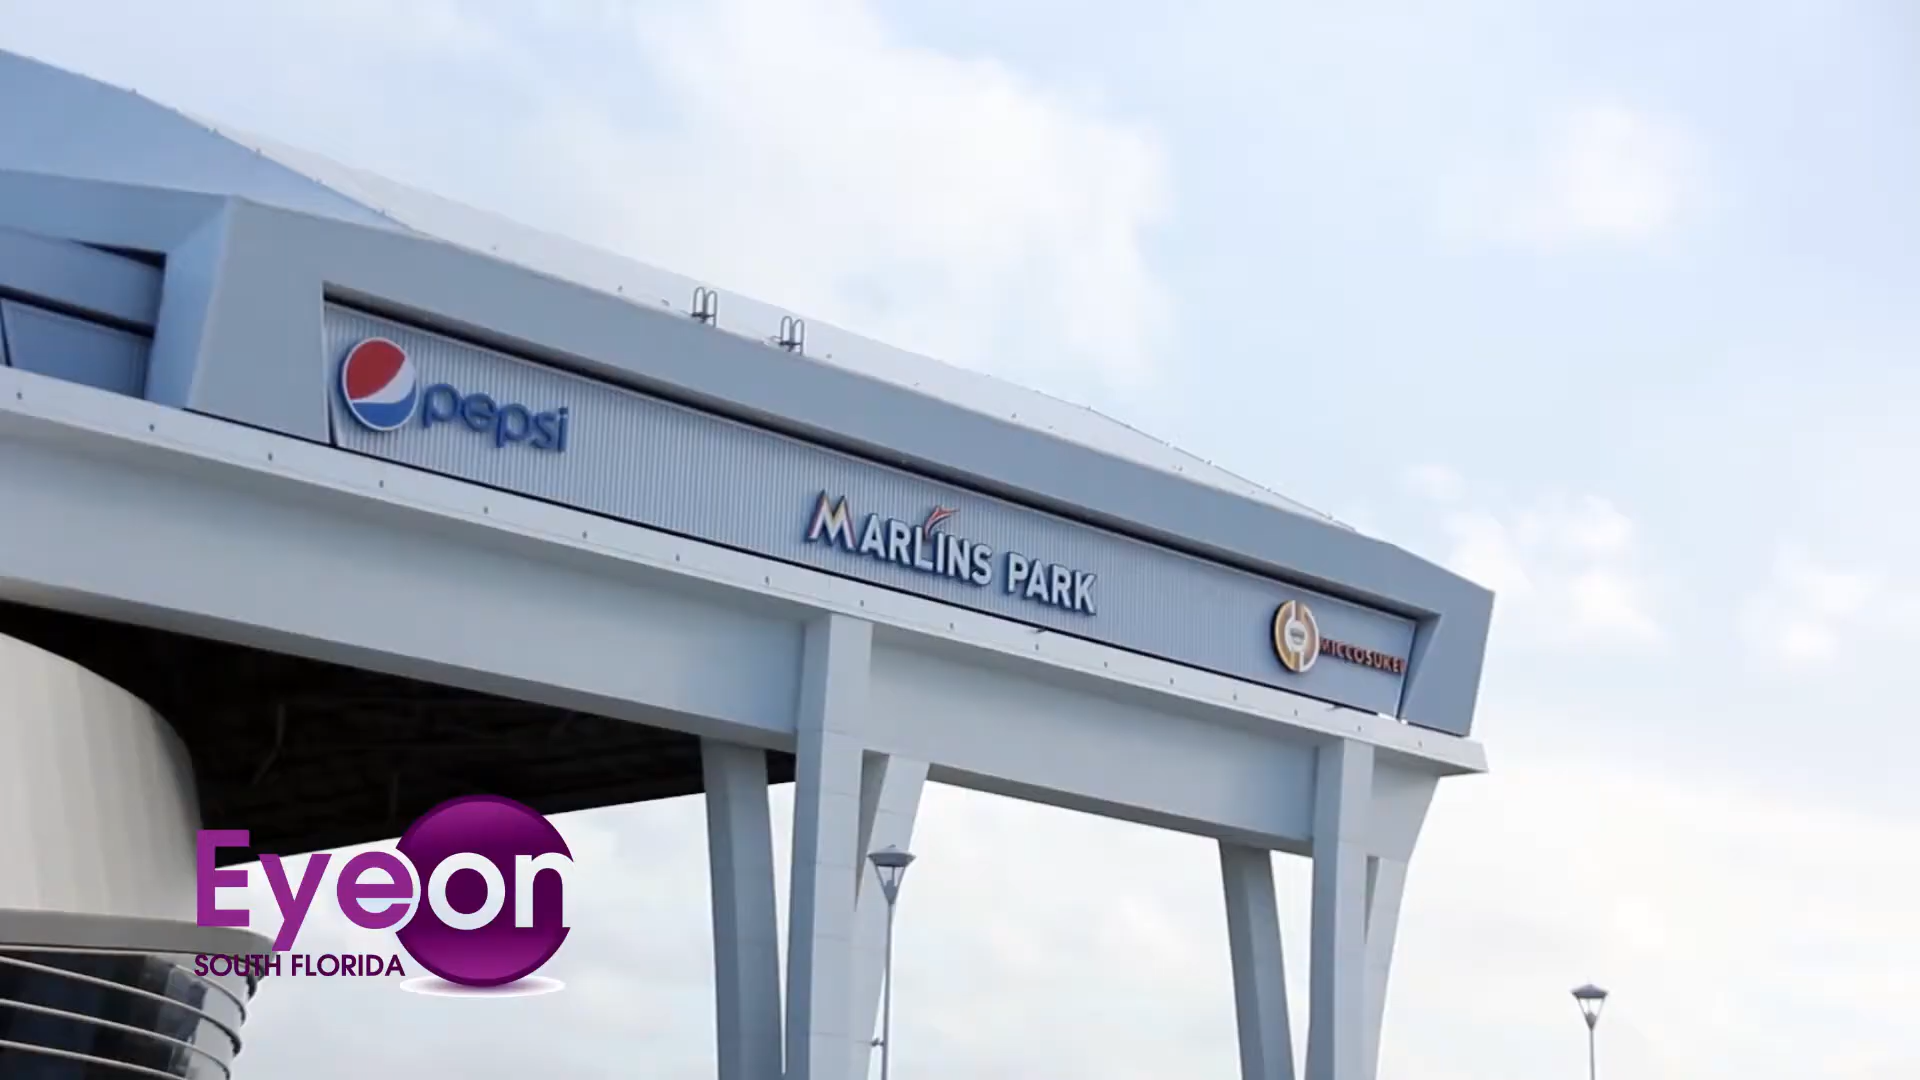 pepsi
MARLINS PARK
MICCOSUKEE
Eyeon
SOUTH FLORIDA